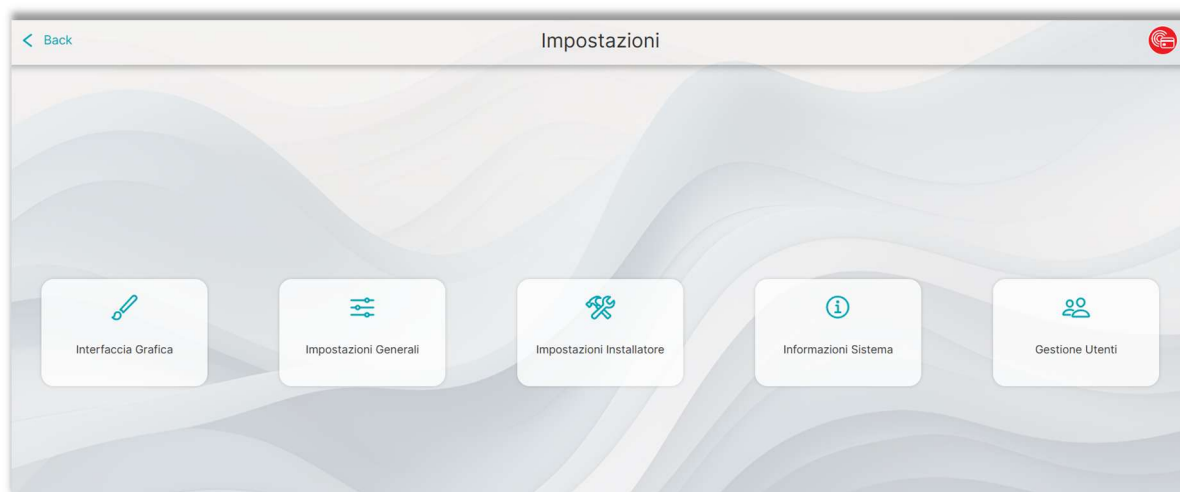 Back
Impostazioni
Interfaccia Grafica
Impostazioni Generali
Impostazioni Installatore
Informazioni Sistema
Gestione Utenti